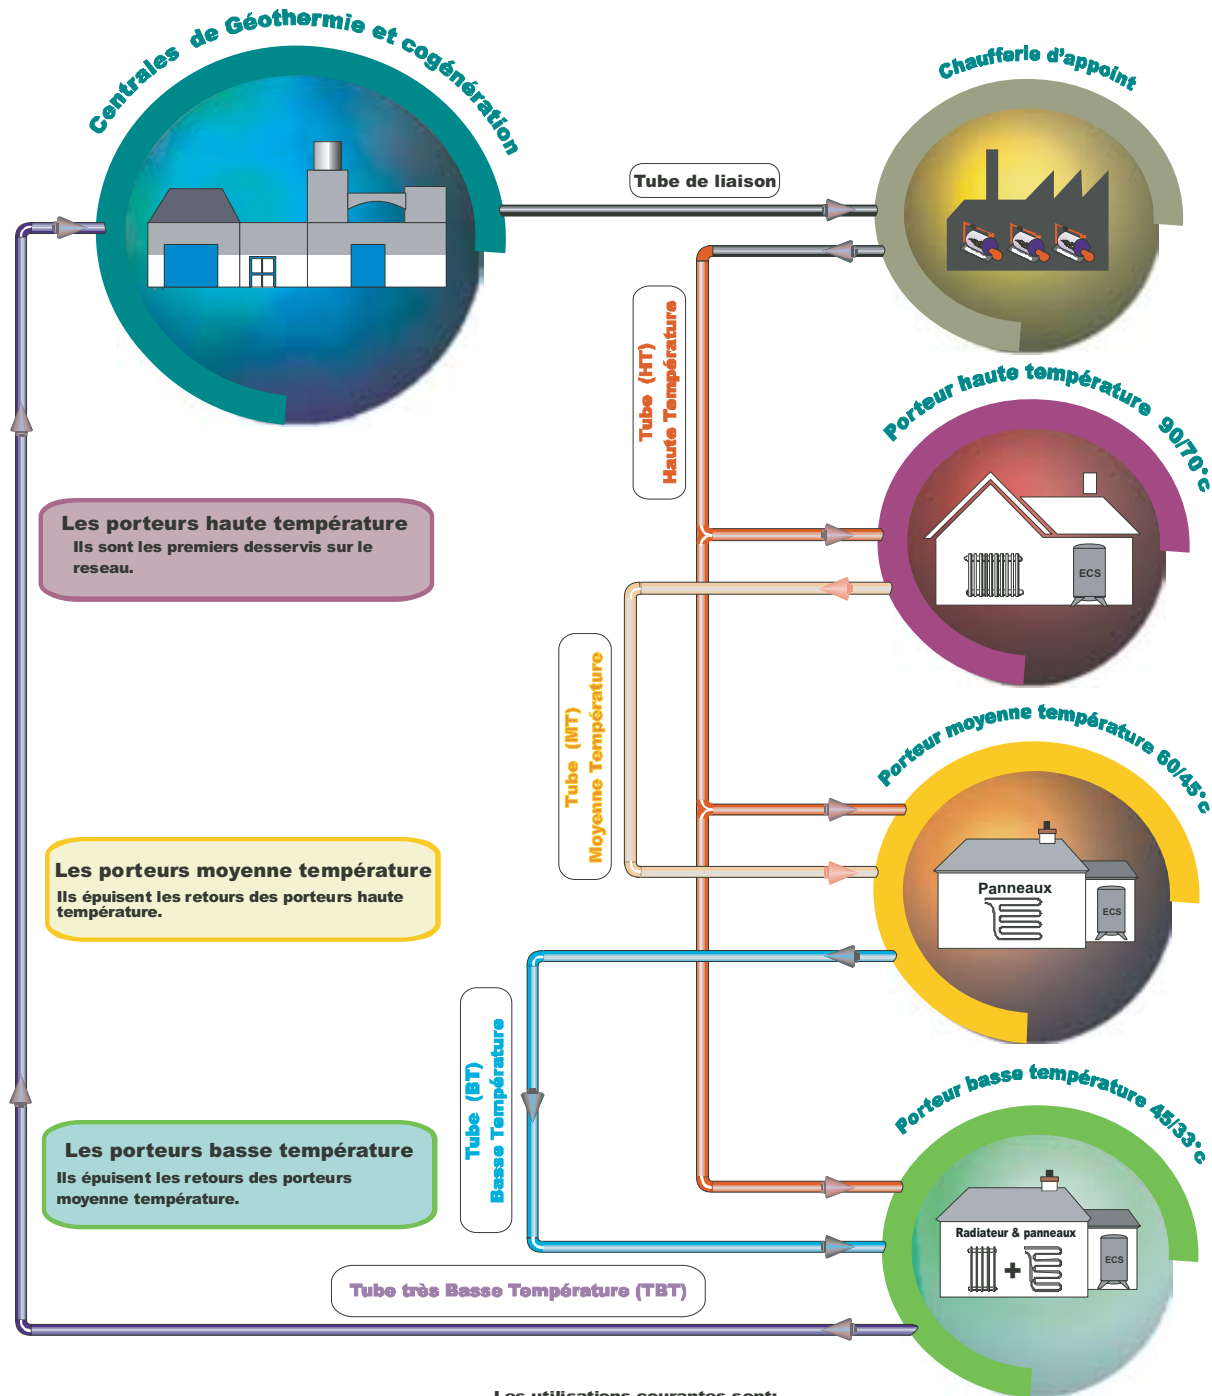 Centrales de Géothermie et cogénération
Chaufferie d'appoint
Tube de liaison
Tube (HT)
Haute Température
Porteur haute température 90/70°c
ECS
Les porteurs haute température
Ils sont les premiers desservis sur le
reseau.
Tube (MT)
Moyenne Température
Porteur moyenne température 60/45°c
Panneaux
ECS
Les porteurs moyenne température
Ils épuisent les retours des porteurs haute
température.
Tube (BT)
Basse Température
Porteur basse température 45/33°c
Radiateur & panneaux
+
ECS
Les porteurs basse température
Ils épuisent les retours des porteurs
moyenne température.
Tube très Basse Température (TBT)
Les utilisations courantes sont: